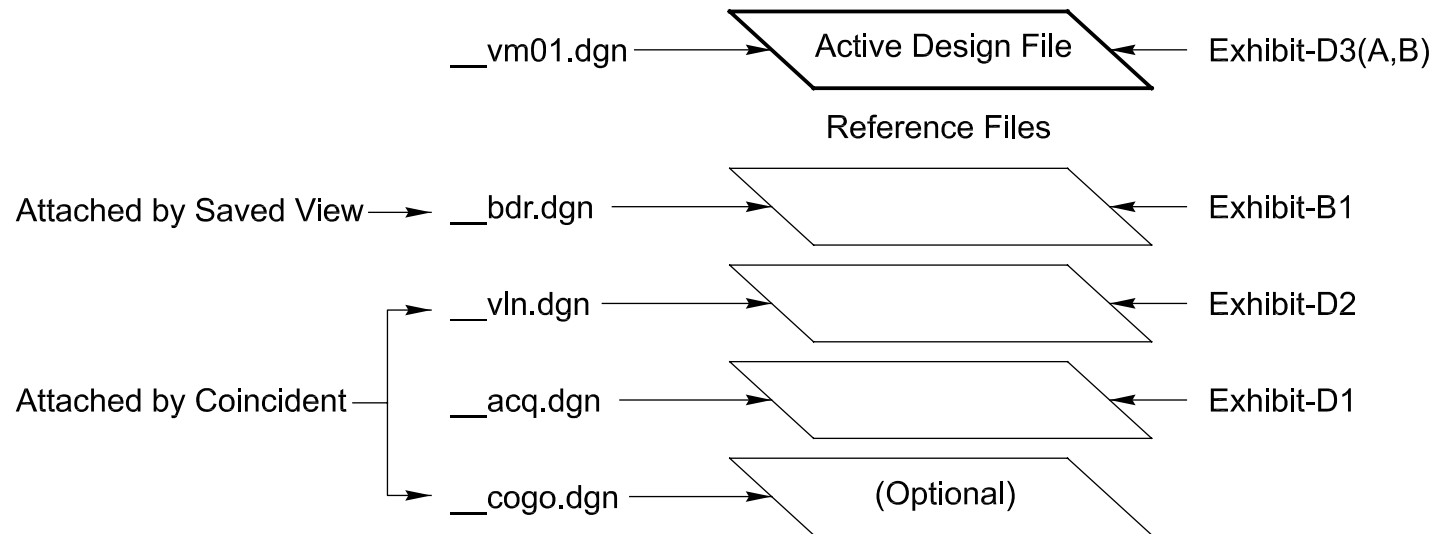 __vm01.dgn Active Design File Exhibit-D3(A,B)
Reference Files
Attached by Saved View __bdr.dgn Exhibit-B1
__vln.dgn Exhibit-D2
Attached by Coincident __acq.dgn Exhibit-D1
__cogo.dgn (Optional)